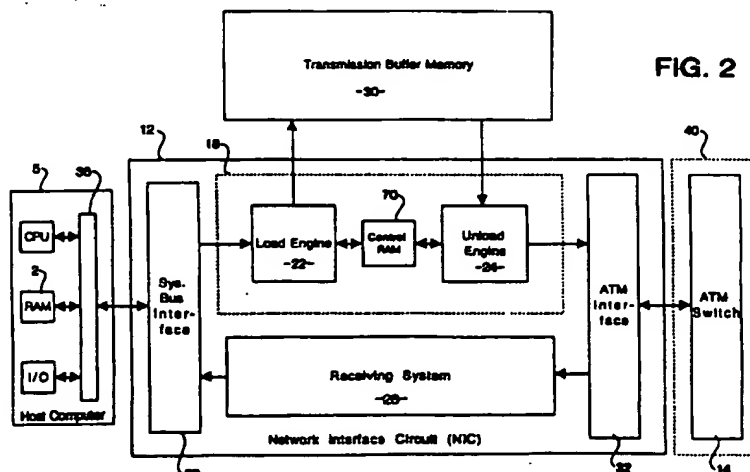 Transmission Buffer Memory
-30-
FIG. 2
12
18
40
5
36
70
CPU
2
RAM
I/O
Host Computer
Sys.
Bus
Inter-
face
Load Engine
-22-
Control
RAM
Unload
Engine
ATM
Inter-
face
ATM
Switch
Receiving System
Network Interface Circuit (NIC)
32
14